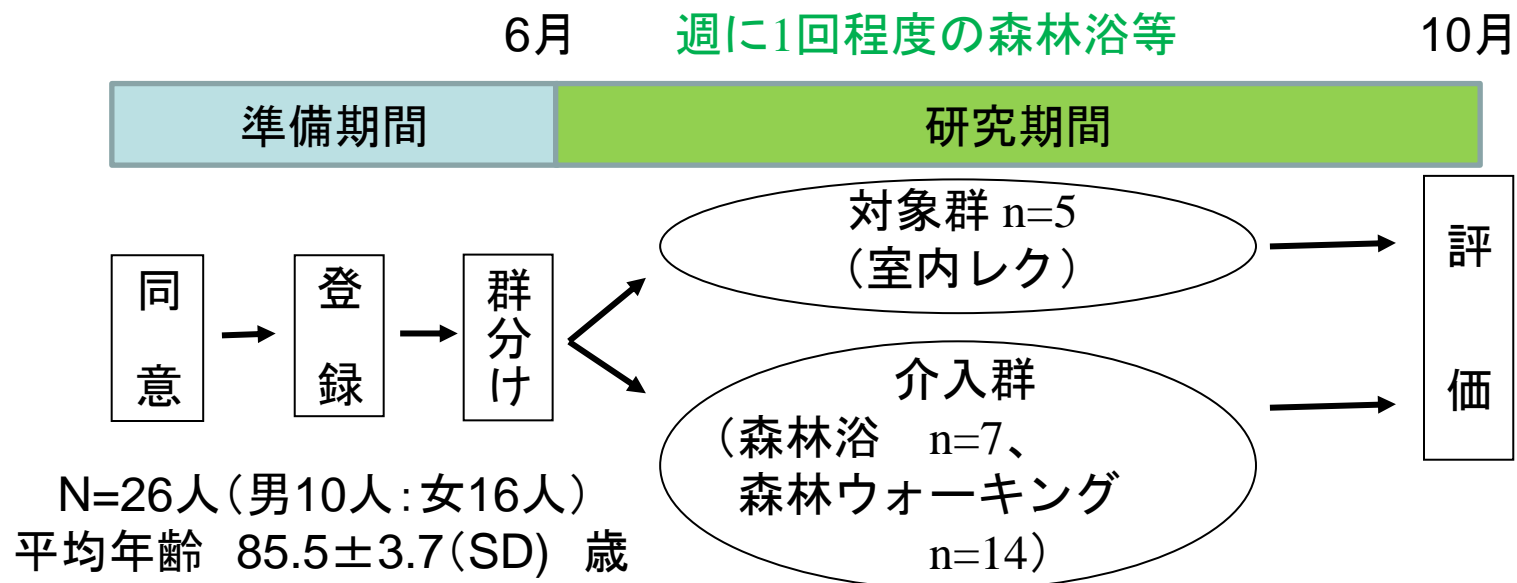 6月 週に1回程度の森林浴等 10月
準備期間 研究期間
同意
登録
群分け
対象群 n=5
（室内レク）
介入群
（森林浴　n=7、
森林ウォーキング
n=14）
評価
N=26人（男10人：女16人）
平均年齢　85.5±3.7（SD)　歳